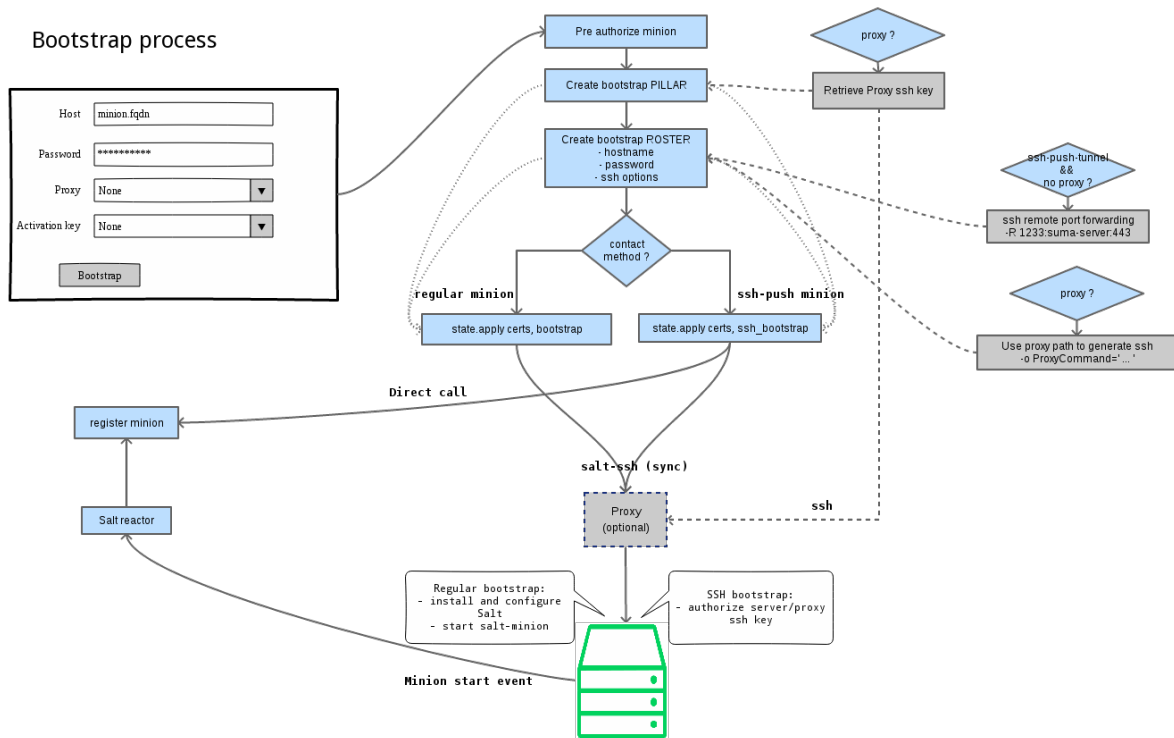 Bootstrap process
Host
minion.fqdn
Password
**********
Proxy
None
Activation key
None
Bootstrap
Pre authorize minion
Create bootstrap PILLAR
Create bootstrap ROSTER
- hostname
- password
- ssh options
contact
method ?
regular minion
ssh-push minion
state.apply certs, bootstrap
state.apply certs, ssh_bootstrap
proxy ?
Retrieve Proxy ssh key
ssh-push-tunnel
&&
no proxy ?
ssh remote port forwarding
-R 1233:suma-server:443
proxy ?
Use proxy path to generate ssh
-o ProxyCommand=' ... '
Direct call
register minion
salt-ssh (sync)
Salt reactor
Proxy
(optional)
ssh
Regular bootstrap:
- install and configure
Salt
- start salt-minion
SSH bootstrap:
- authorize server/proxy
ssh key
Minion start event